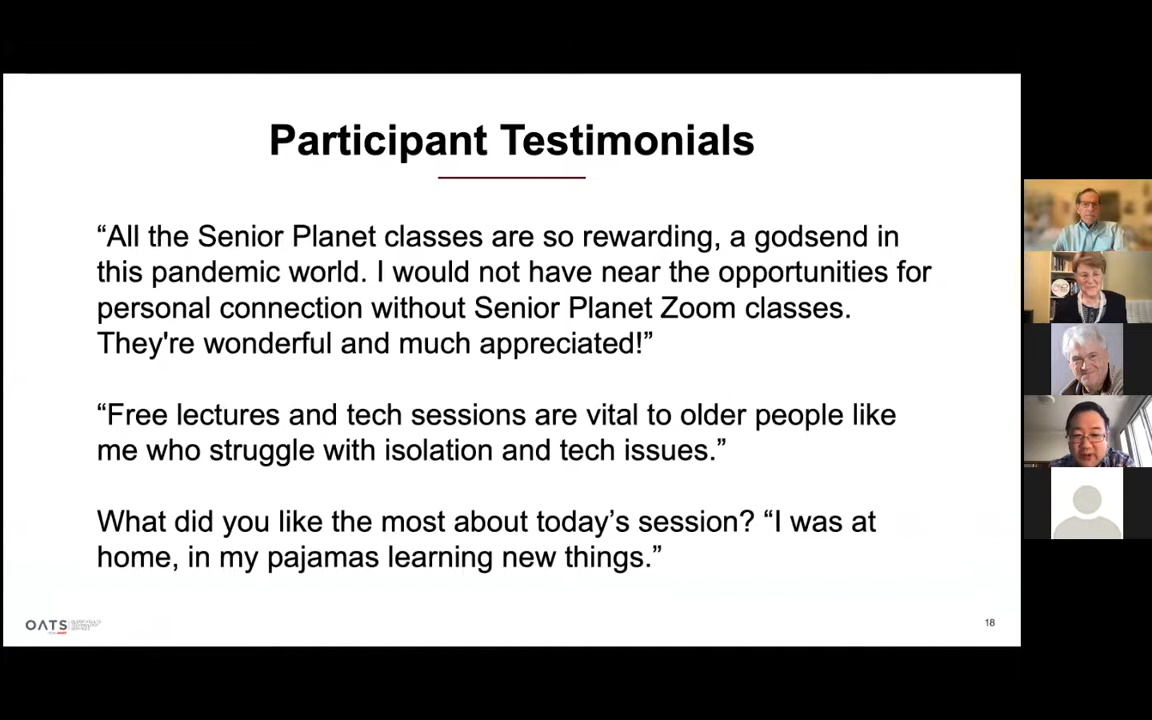 Participant Testimonials
“All the Senior Planet classes are so rewarding, a godsend in
this pandemic world. I would not have near the opportunities for
personal connection without Senior Planet Zoom classes.
They're wonderful and much appreciated!”
“Free lectures and tech sessions are vital to older people like
me who struggle with isolation and tech issues.”
What did you like the most about today’s session? “I was at
home, in my pajamas learning new things.”
OATS
18